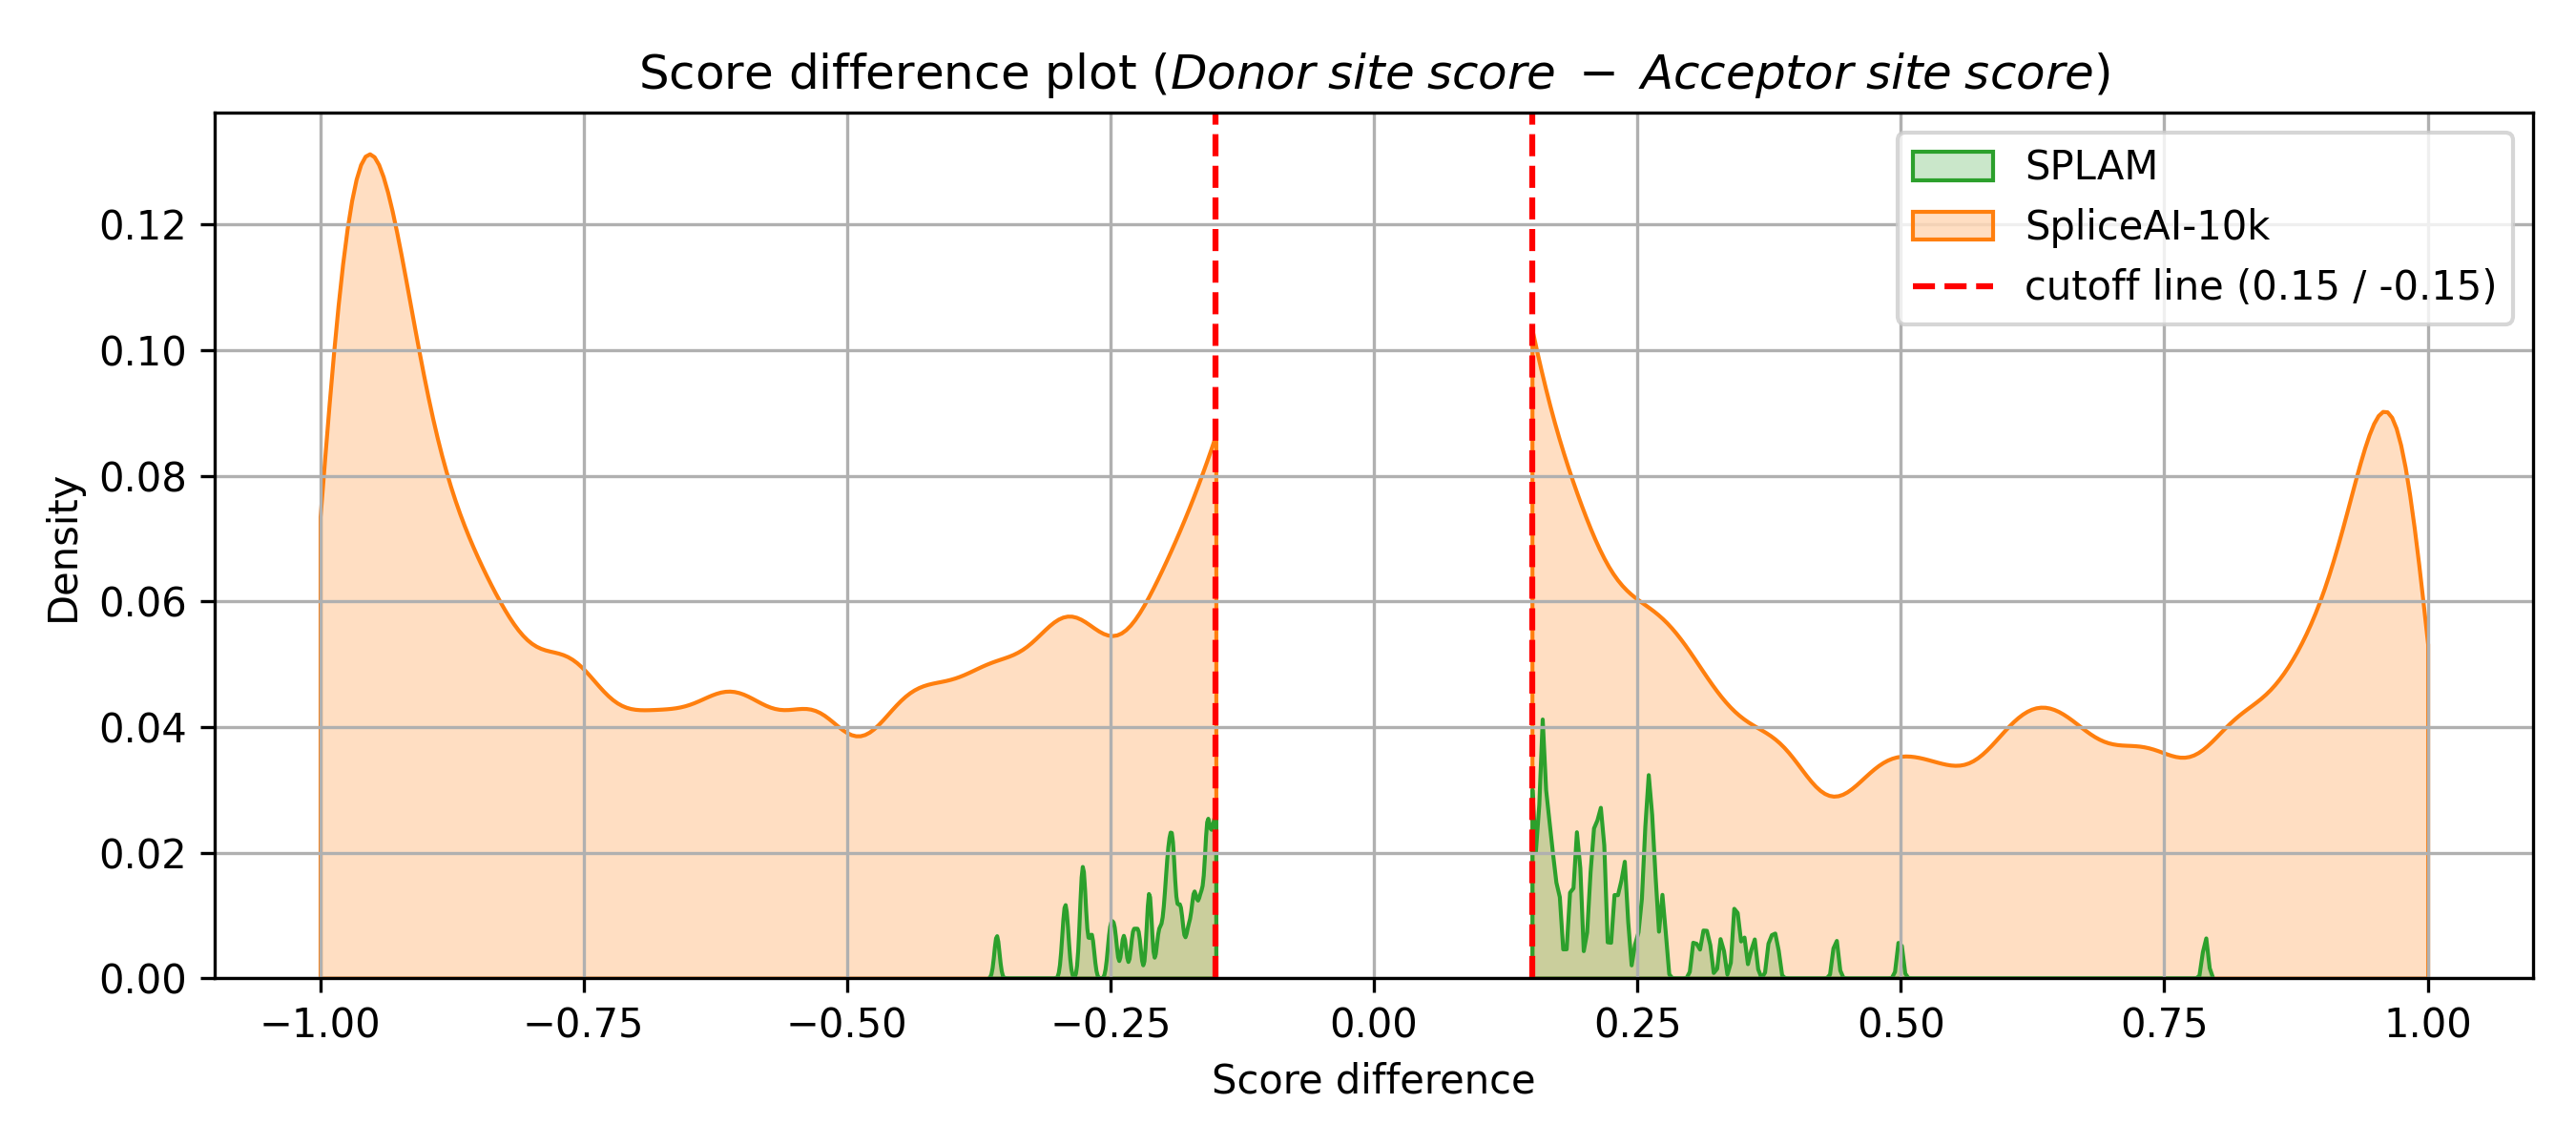 Score difference plot (Donor site score − Acceptor site score)
SPLAM
SpliceAI-10k
cutoff line (0.15 / -0.15)
Density
0.12
0.10
0.08
0.06
0.04
0.02
0.00
−1.00 −0.75 −0.50 −0.25 0.00 0.25 0.50 0.75 1.00
Score difference